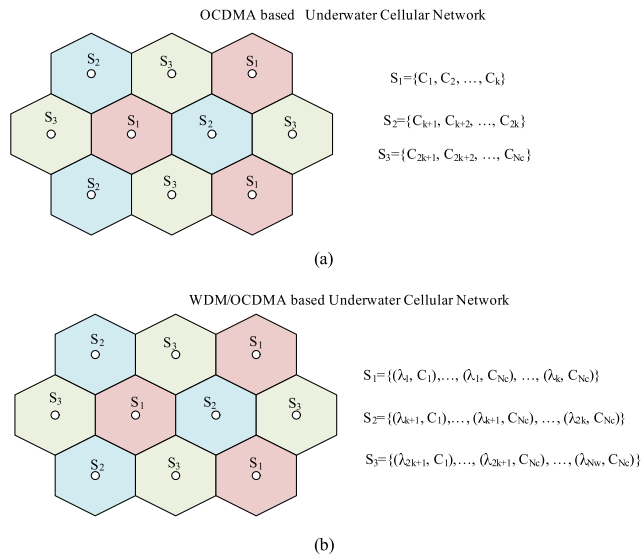 OCDMA based Underwater Cellular Network
S2 S3 S1
S3 S1 S2 S3
S2 S3 S1
S1={C1, C2, …, Ck}
S2={Ck+1, Ck+2, …, C2k}
S3={C2k+1, C2k+2, …, CNc}
(a)
WDM/OCDMA based Underwater Cellular Network
S2 S3 S1
S3 S1 S2 S3
S2 S3 S1
S1={(λ1, C1),…, (λ1, CNc), …, (λk, CNc)}
S2={(λk+1, C1),…, (λk+1, CNc), …, (λ2k, CNc)}
S3={(λ2k+1, C1),…, (λ2k+1, CNc), …, (λNw, CNc)}
(b)